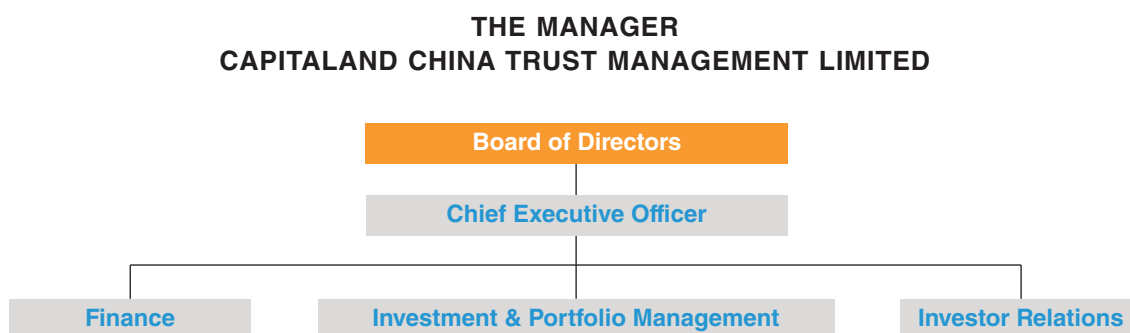 THE MANAGER
CAPITALAND CHINA TRUST MANAGEMENT LIMITED
Board of Directors
Chief Executive Officer
Finance
Investment & Portfolio Management
Investor Relations